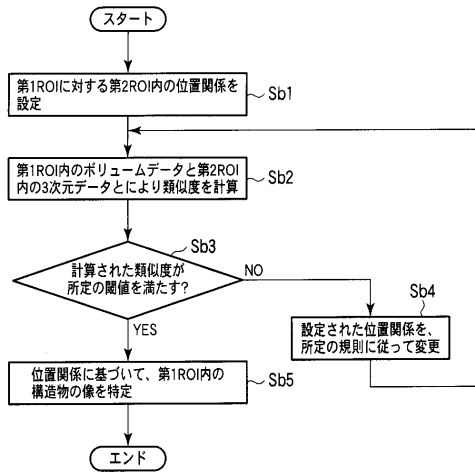 スタート
第1ROIに対する第2ROI内の位置関係を
設定
Sb1
第1ROI内のボリュームデータと第2ROI
内の3次元データとにより類似度を計算
Sb2
Sb3
計算された類似度が
所定の閾値を満たす?
NO
YES
Sb4
設定された位置関係を、
所定の規則に従って変更
位置関係に基づいて、第1ROI内の
構造物の像を特定
Sb5
エンド